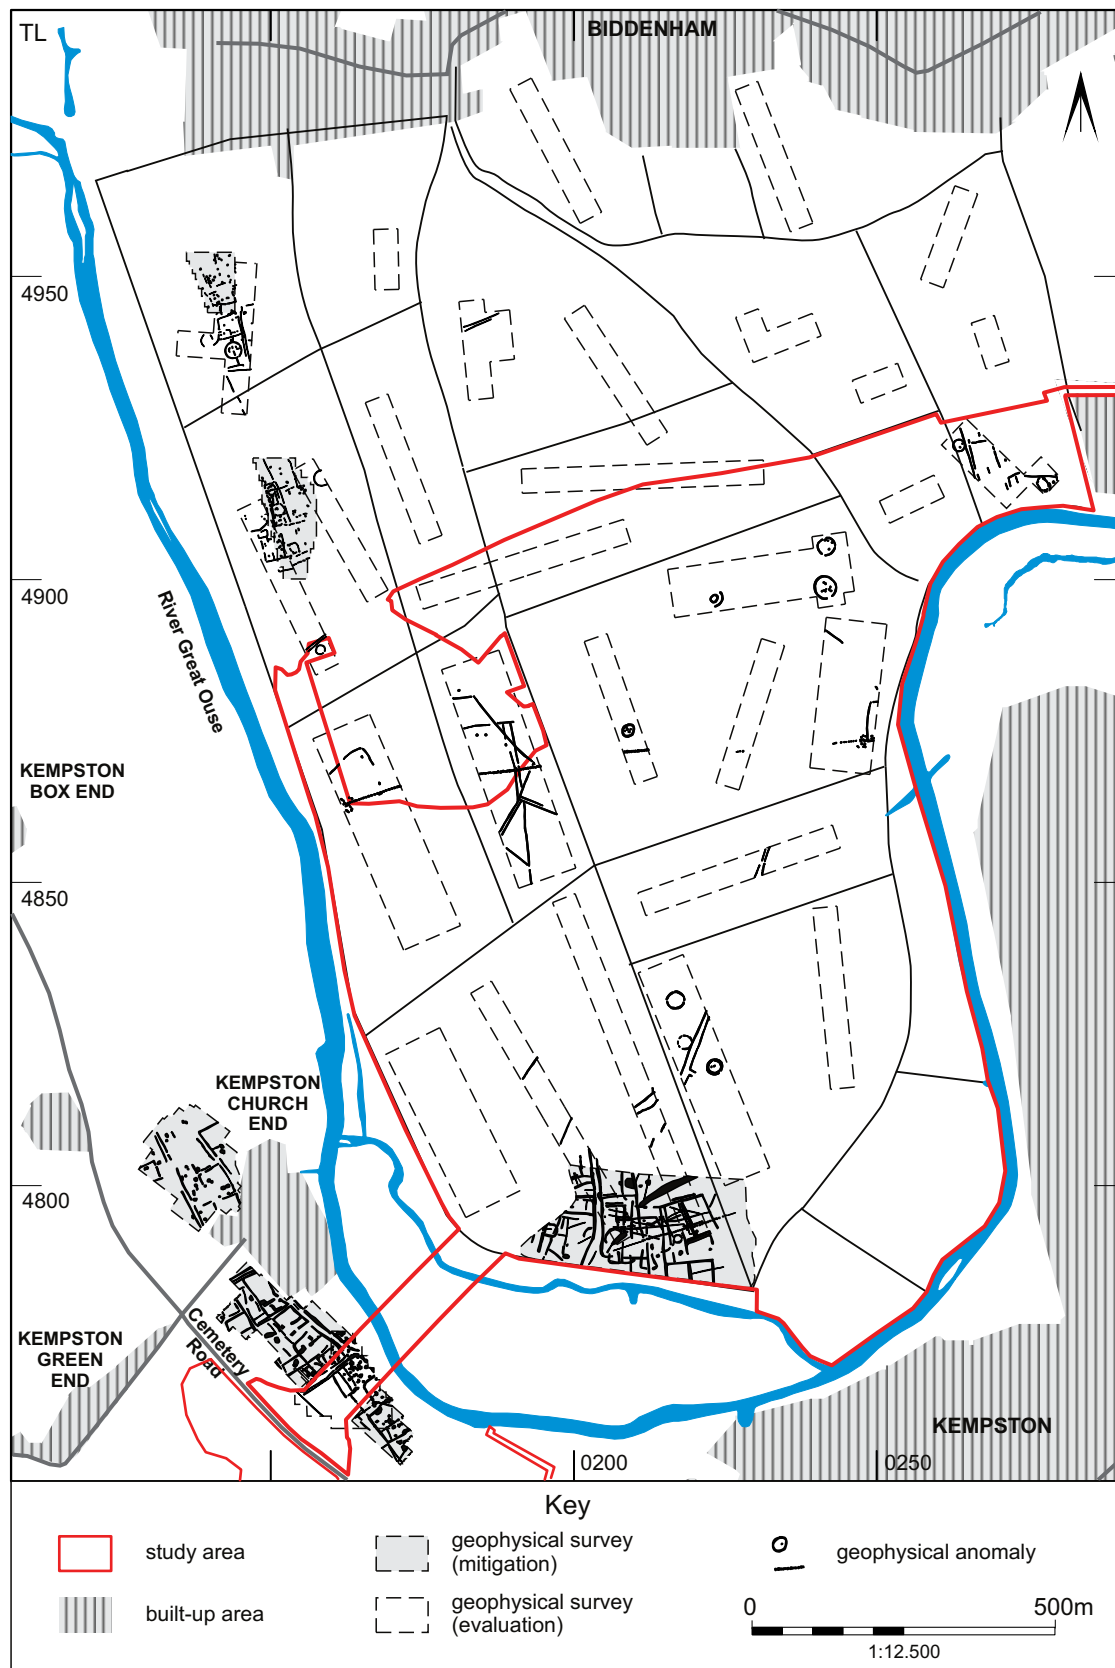 TL
BIDDENHAM
4950
4900
River Great Ouse
KEMPSTON
BOX END
4850
KEMPSTON
CHURCH
END
4800
Cemetery
Road
KEMPSTON
GREEN
END
KEMPSTON
0200
0250
Key
study area
geophysical survey
(mitigation)
geophysical anomaly
built-up area
geophysical survey
(evaluation)
0
500m
1:12.500